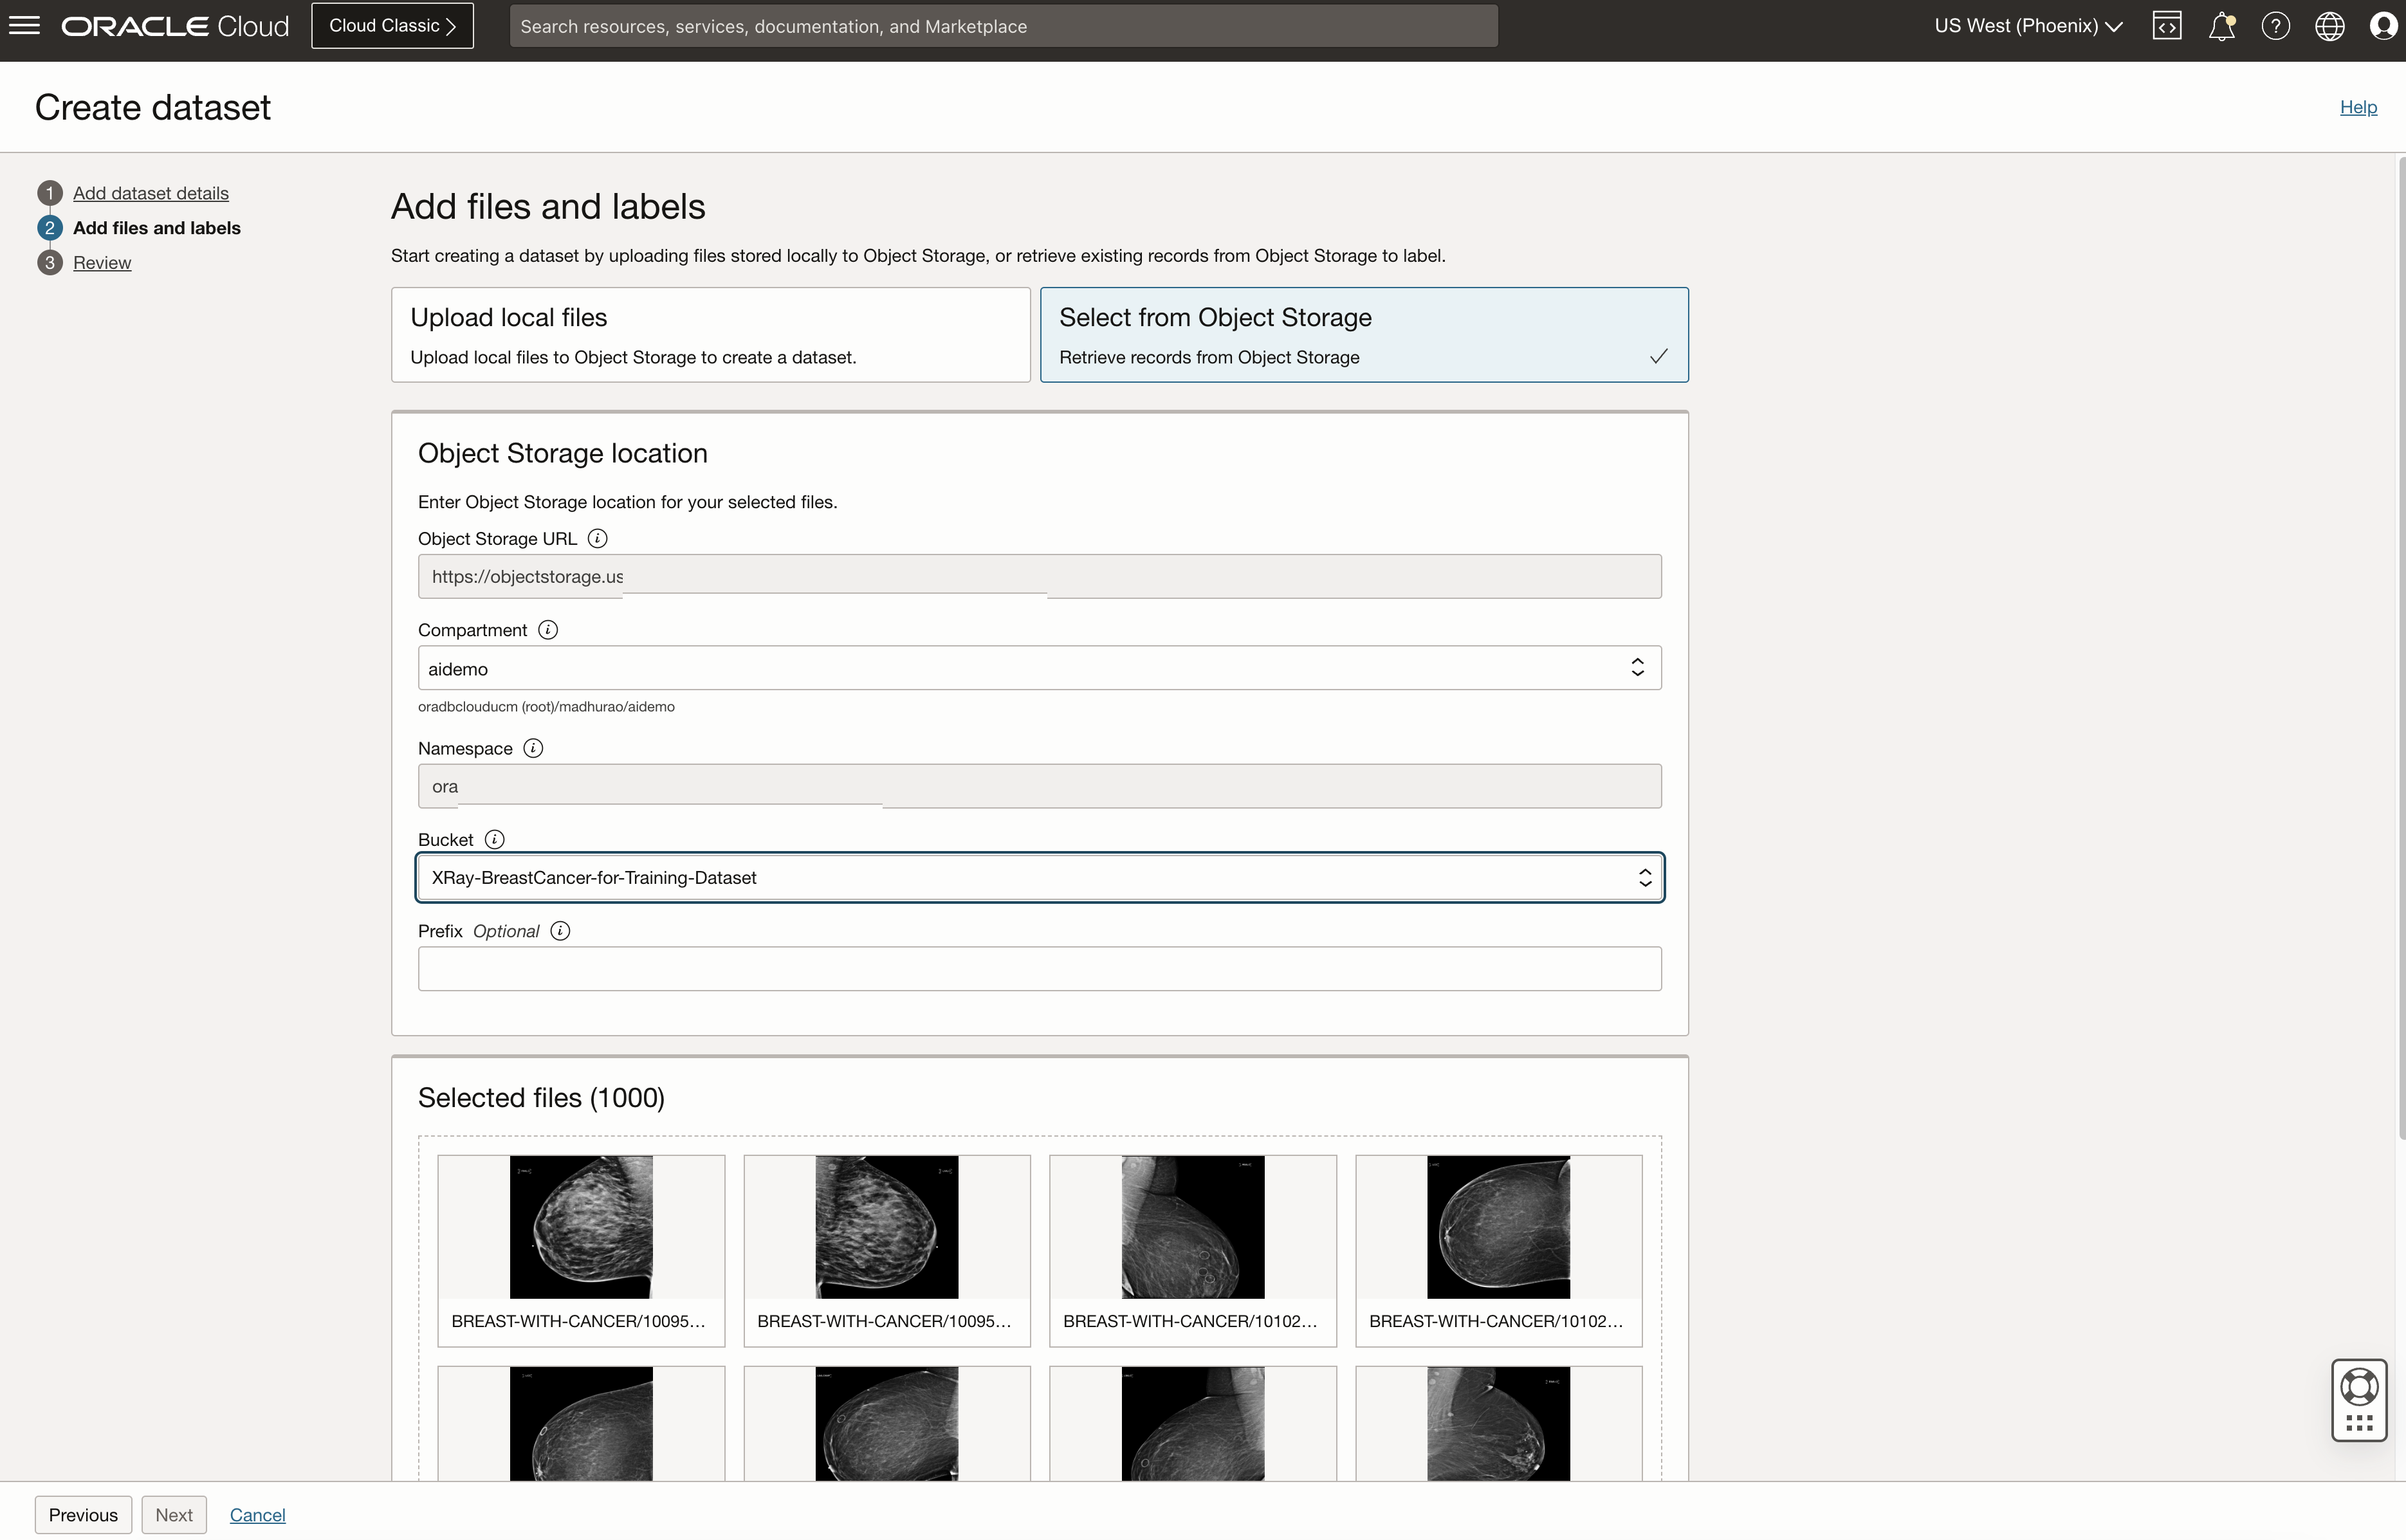 ORACLE Cloud
Cloud Classic
Search resources, services, documentation, and Marketplace
US West (Phoenix)
Create dataset
Help
1 Add dataset details
2 Add files and labels
3 Review
Add files and labels
Start creating a dataset by uploading files stored locally to Object Storage, or retrieve existing records from Object Storage to label.
Upload local files
Upload local files to Object Storage to create a dataset.
Select from Object Storage
Retrieve records from Object Storage
Object Storage location
Enter Object Storage location for your selected files.
Object Storage URL
https://objectstorage.us
Compartment
aidemo
oradbclouducm (root)/madhurao/aidemo
Namespace
ora
Bucket
XRay-BreastCancer-for-Training-Dataset
Prefix Optional
Selected files (1000)
BREAST-WITH-CANCER/10095...
BREAST-WITH-CANCER/10095...
BREAST-WITH-CANCER/10102...
BREAST-WITH-CANCER/10102...
Previous
Next
Cancel